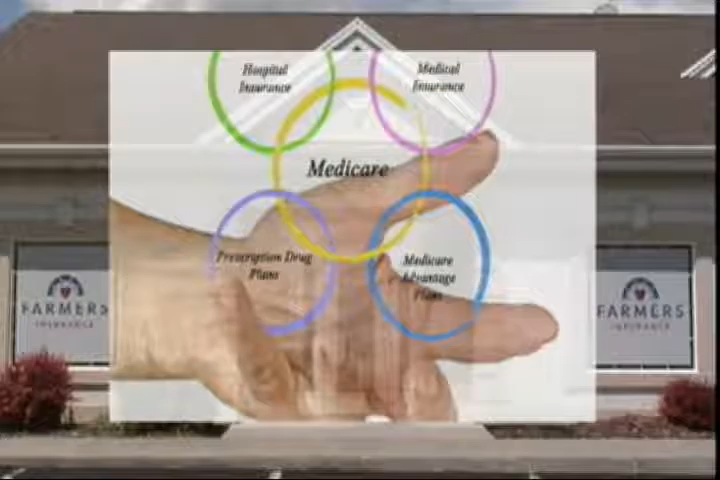 Hospital
Insurance
Medical
Insurance
Medicare
Prescription Drug
Plans
Medicare
Advantage
Plans
FARMERS
INSURANCE
FARMERS
INSURANCE